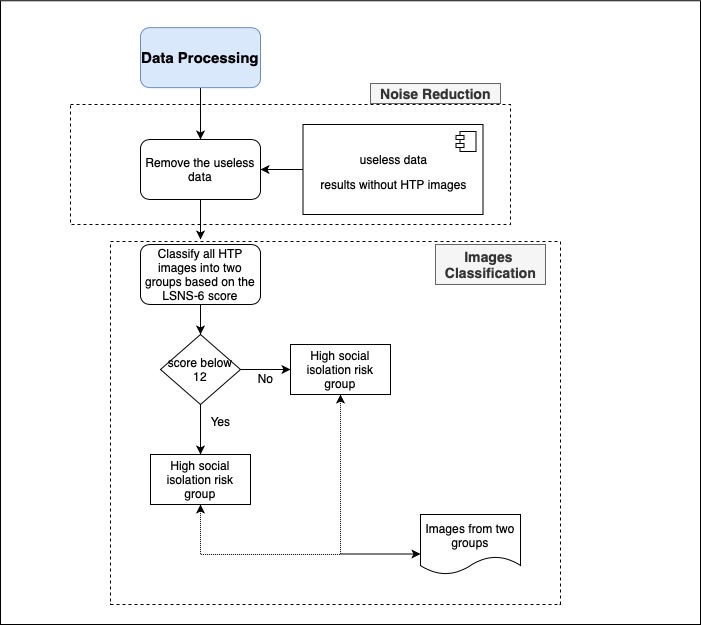 Data Processing
Noise Reduction
Remove the useless
data
useless data
results without HTP images
Classify all HTP
images into two
groups based on the
LSNS-6 score
Images
Classification
score below
12
No
High social
isolation risk
group
Yes
High social
isolation risk
group
Images from two
groups